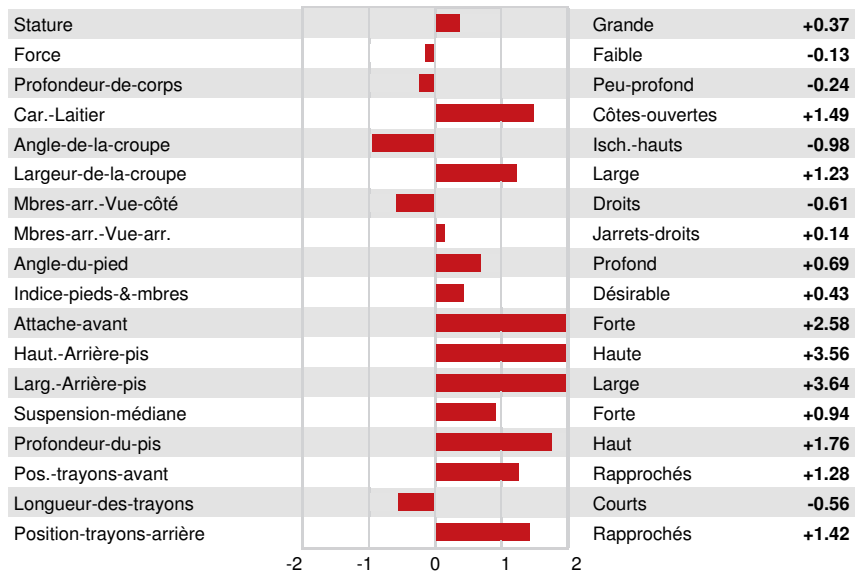 Stature Grande +0.37
Force Faible -0.13
Profondeur-de-corps Peu-profond -0.24
Car.-Laitier Côtes-ouvertes +1.49
Angle-de-la-croupe Isch.-hauts -0.98
Largeur-de-la-croupe Large +1.23
Mbres-arr.-Vue-côté Droits -0.61
Mbres-arr.-Vue-arr. Jarrets-droits +0.14
Angle-du-pied Profond +0.69
Indice-pieds-&-mbres Désirable +0.43
Attache-avant Forte +2.58
Haut.-Arrière-pis Haute +3.56
Larg.-Arrière-pis Large +3.64
Suspension-médiane Forte +0.94
Profondeur-du-pis Haut +1.76
Pos.-trayons-avant Rapprochés +1.28
Longueur-des-trayons Courts -0.56
Position-trayons-arrière Rapprochés +1.42
-2 -1 0 1 2